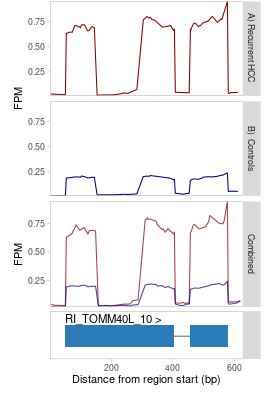 0.75
0.50
0.25
A) Recurrent HCC
FPM
0.75
0.50
0.25
B): Controls
0.75
0.50
0.25
FPM
Combined
RI_TOMM40L_10 >
200
400
600
Distance from region start (bp)